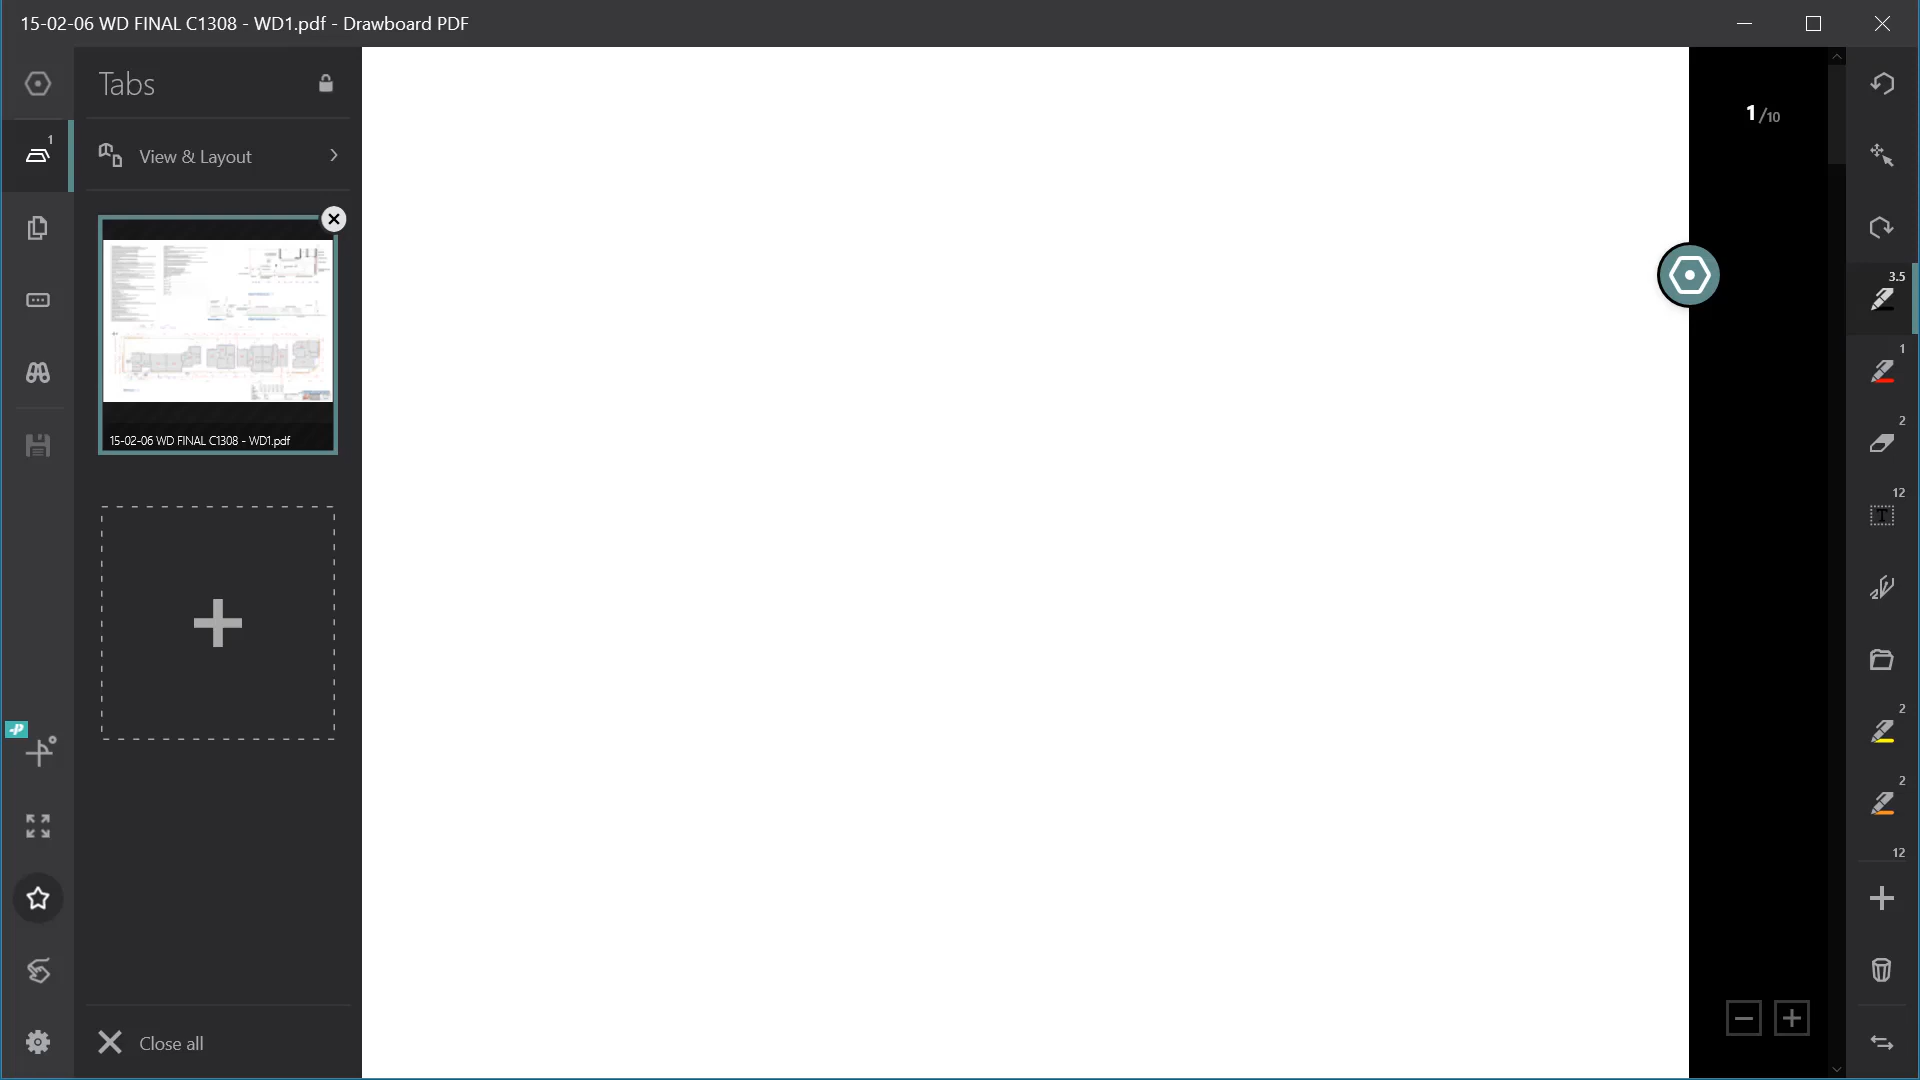 15-02-06 WD FINAL C1308 - WD1.pdf - Drawboard PDF
Tabs
1
View & Layout
15-02-06 WD FINAL C1308 - WD1.pdf
Close all
1/10
3.5
1
2
12
2
2
12